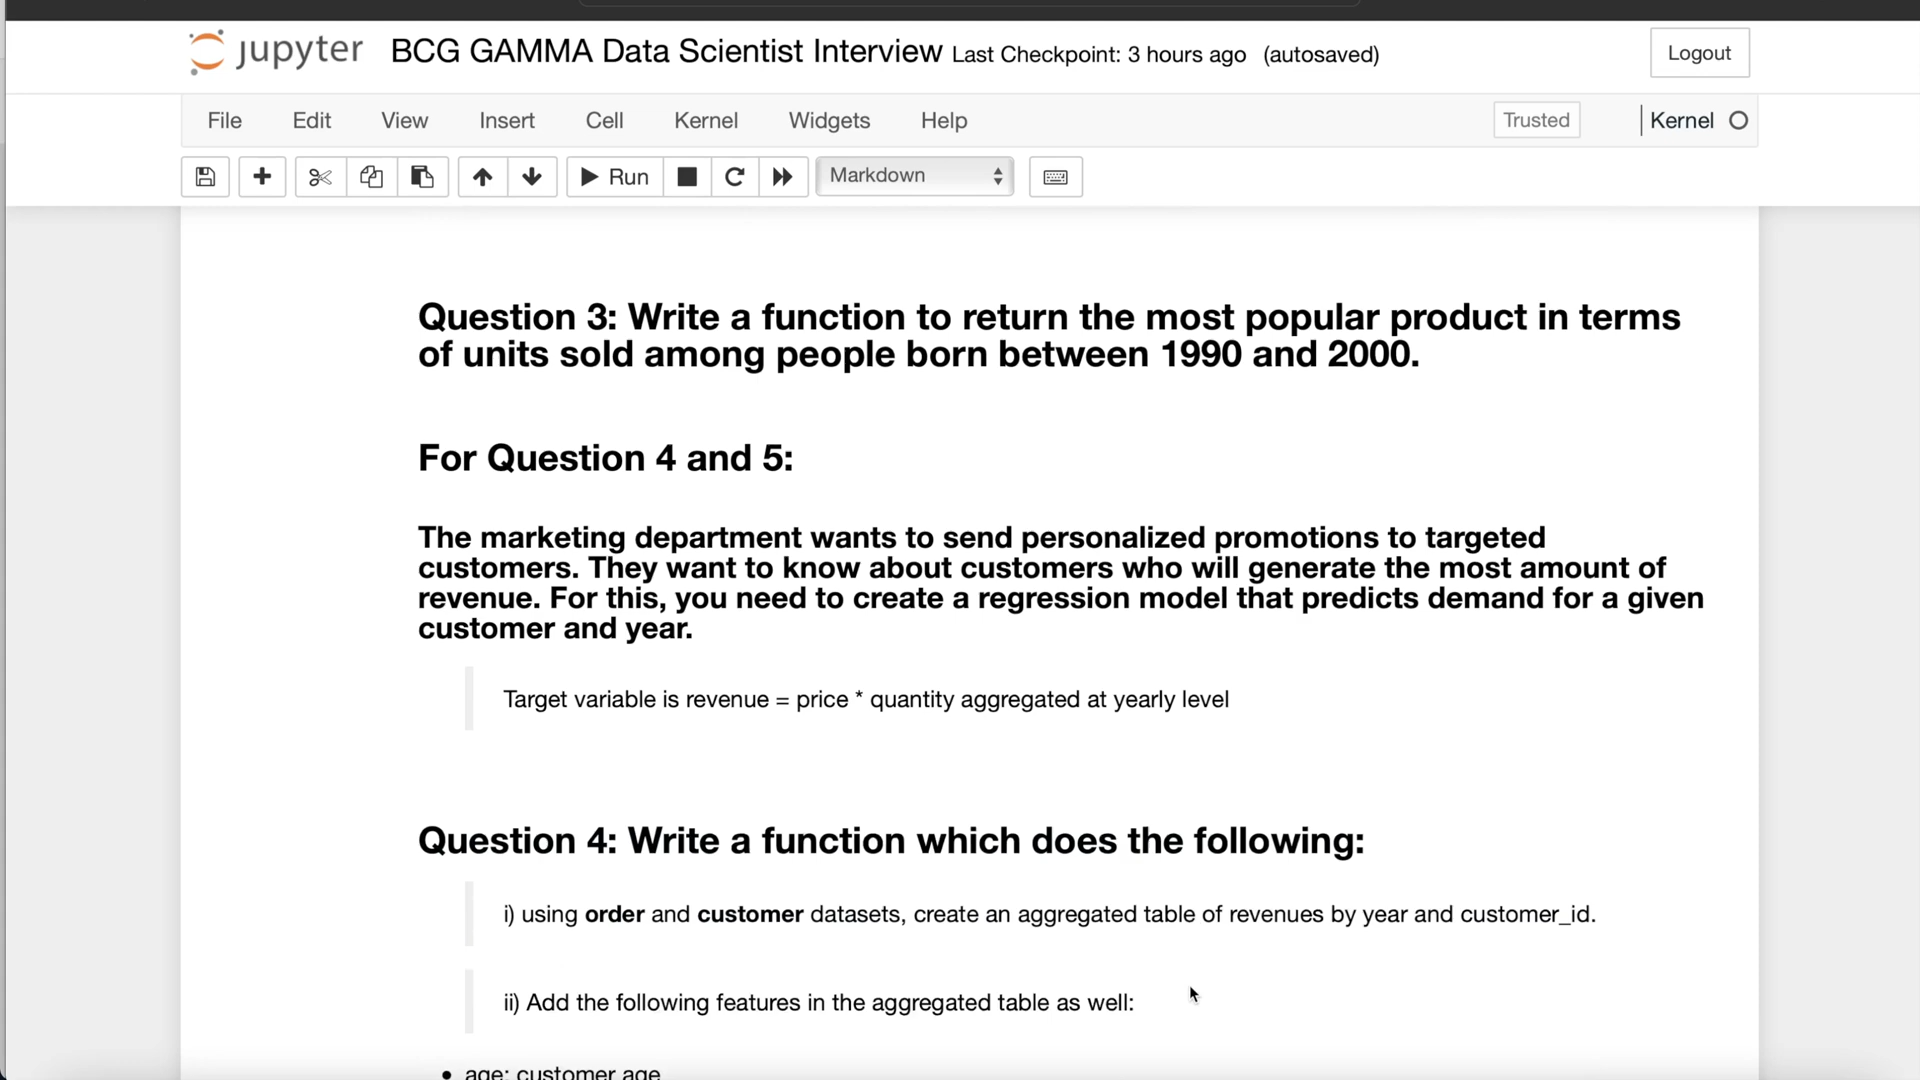 jupyter BCG GAMMA Data Scientist Interview Last Checkpoint: 3 hours ago (autosaved) Logout
File Edit View Insert Cell Kernel Widgets Help Trusted Kernel
Run Markdown
Question 3: Write a function to return the most popular product in terms
of units sold among people born between 1990 and 2000.
For Question 4 and 5:
The marketing department wants to send personalized promotions to targeted
customers. They want to know about customers who will generate the most amount of
revenue. For this, you need to create a regression model that predicts demand for a given
customer and year.
Target variable is revenue = price * quantity aggregated at yearly level
Question 4: Write a function which does the following:
i) using order and customer datasets, create an aggregated table of revenues by year and customer_id.
ii) Add the following features in the aggregated table as well:
• age: customer age